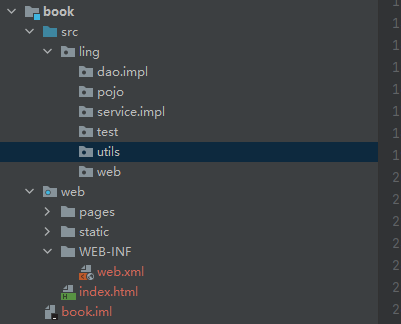 book
src
ling
dao.impl
pojo
service.impl
test
utils
web
web
pages
static
WEB-INF
web.xml
index.html
book.iml